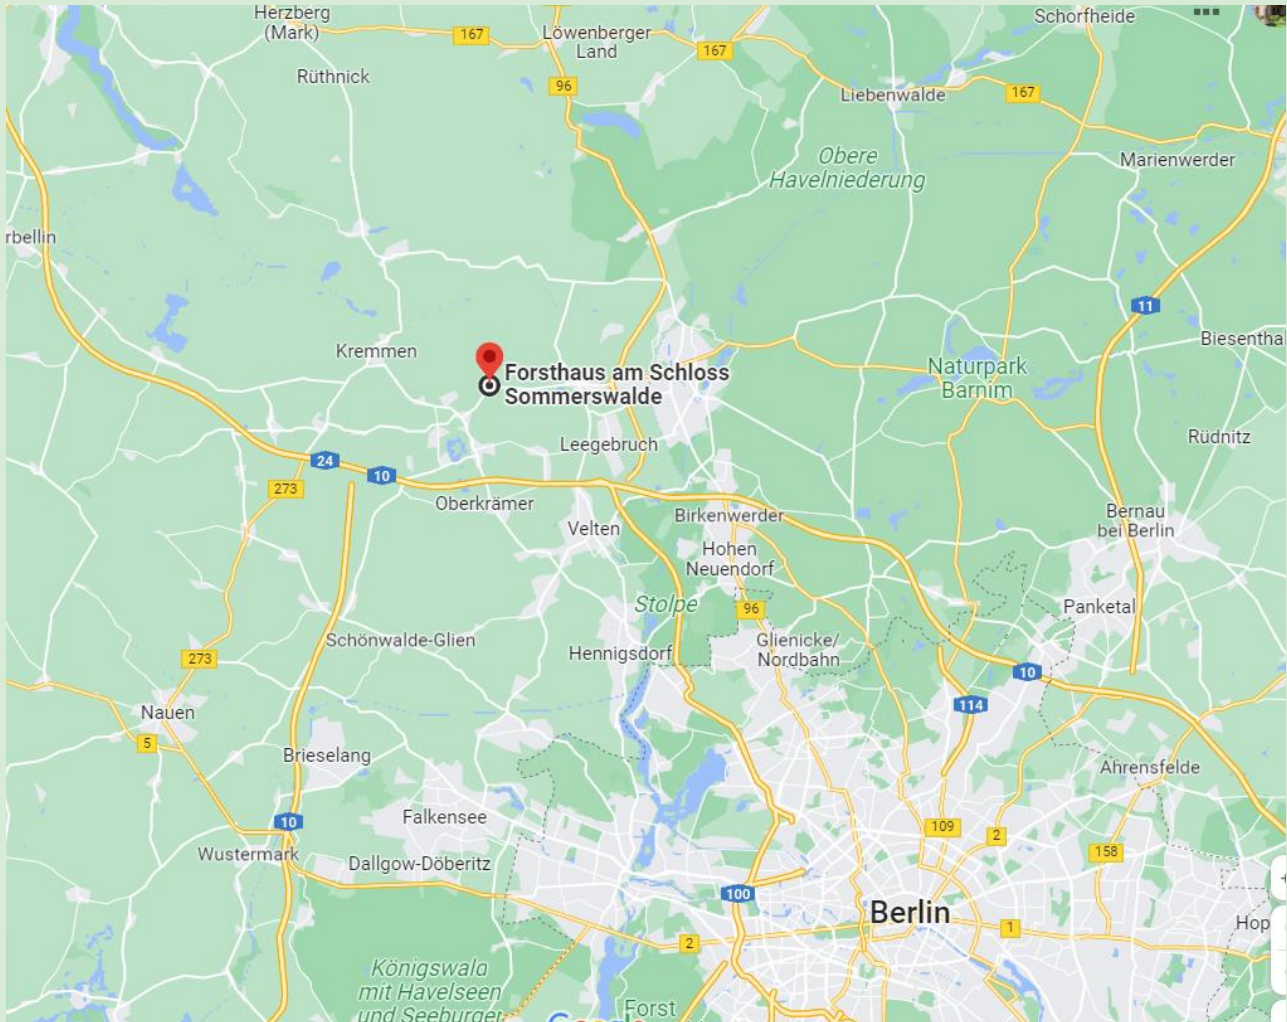 Herzberg
(Mark)
167
Löwenberger
Land
167
Schorfheide
Rüthnick
96
Liebenwalde
167
Obere
Havelniederung
Marienwerder
rbellin
11
Kremmen
Biesenthal
Forsthaus am Schloss
Sommerswalde
Naturpark
Barnim
Leegebruch
Rüdnitz
24
10
273
Oberkrämer
Velten
Birkenwerder
Bernau
bei Berlin
Hohen
Neuendorf
Stolpe
96
Panketal
Schönwalde-Glien
Hennigsdorf
Glienicke/
Nordbahn
273
10
114
Nauen
5
Brieselang
Ahrensfelde
10
Falkensee
109
2
Wustermark
Dallgow-Döberitz
158
100
Berlin
1
Hop
2
Königswald
mit Havelseen
und Seeburger
Forst
Google